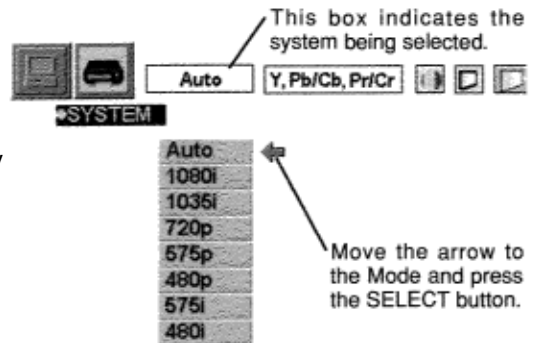 This box indicates the
system being selected.
Auto
Y, Pb/Cb, Pr/Cr
SYSTEM
Auto
1080i
1035i
720p
575p
480p
575i
480i
Move the arrow to
the Mode and press
the SELECT button.